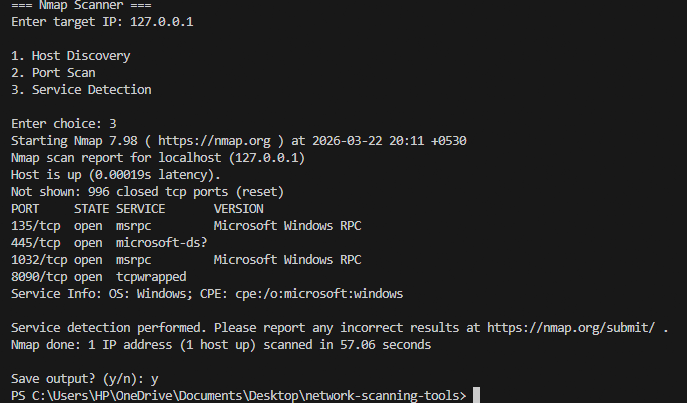 === Nmap Scanner ===
Enter target IP: 127.0.0.1
1. Host Discovery
2. Port Scan
3. Service Detection
Enter choice: 3
Starting Nmap 7.98 ( https://nmap.org ) at 2026-03-22 20:11 +0530
Nmap scan report for localhost (127.0.0.1)
Host is up (0.00019s latency).
Not shown: 996 closed tcp ports (reset)
PORT     STATE SERVICE       VERSION
135/tcp  open  msrpc         Microsoft Windows RPC
445/tcp  open  microsoft-ds?
1032/tcp open  msrpc         Microsoft Windows RPC
8090/tcp open  tcpwrapped
Service Info: OS: Windows; CPE: cpe:/o:microsoft:windows
Service detection performed. Please report any incorrect results at https://nmap.org/submit/ .
Nmap done: 1 IP address (1 host up) scanned in 57.06 seconds
Save output? (y/n): y
PS C:\Users\HP\OneDrive\Documents\Desktop\network-scanning-tools>